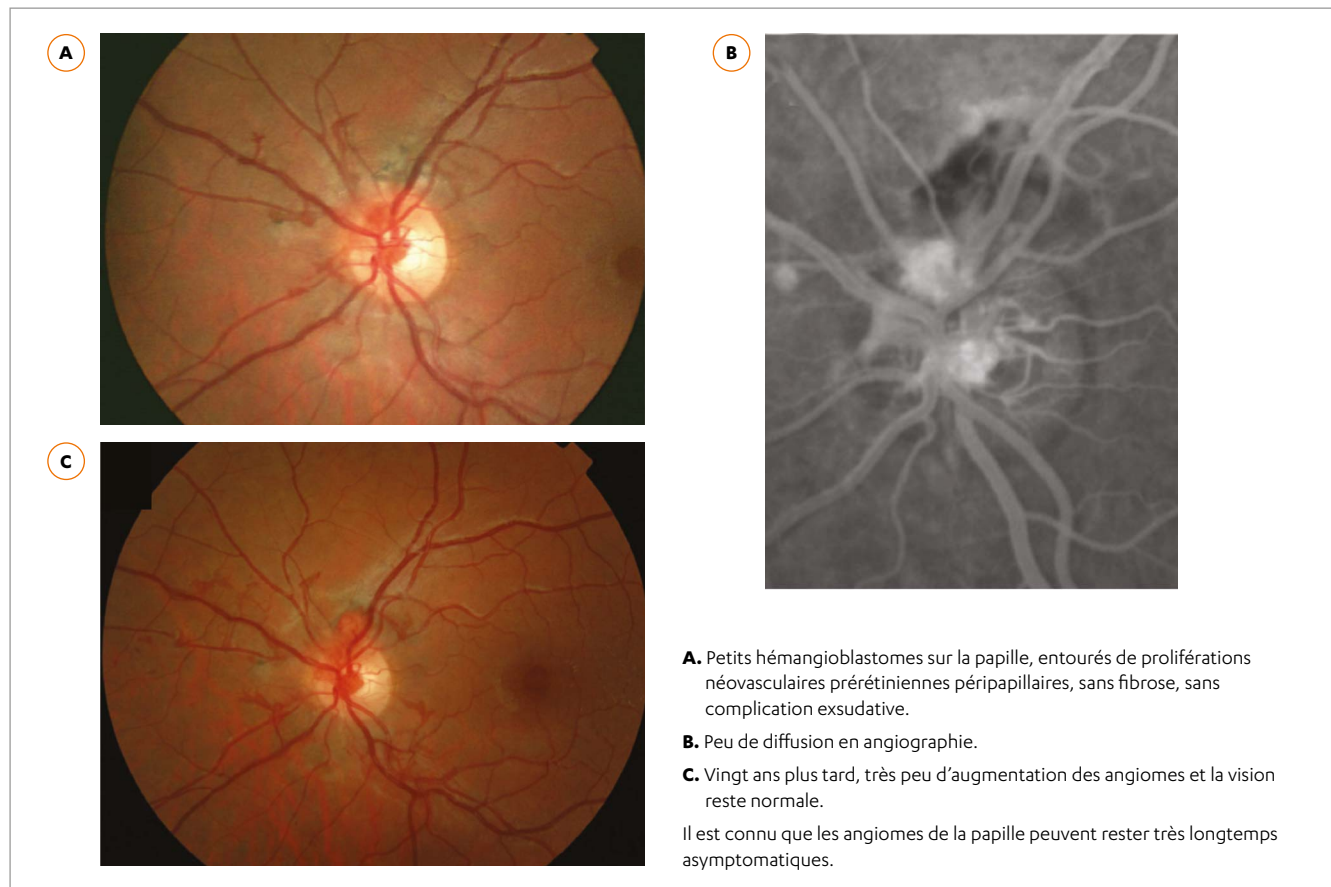 A
B
C
A. Petits hémangioblastomes sur la papille, entourés de proliférations
néovasculaires prérétiniennes péripapillaires, sans fibrose, sans
complication exsudative.
B. Peu de diffusion en angiographie.
C. Vingt ans plus tard, très peu d’augmentation des angiomes et la vision
reste normale.
Il est connu que les angiomes de la papille peuvent rester très longtemps
asymptomatiques.